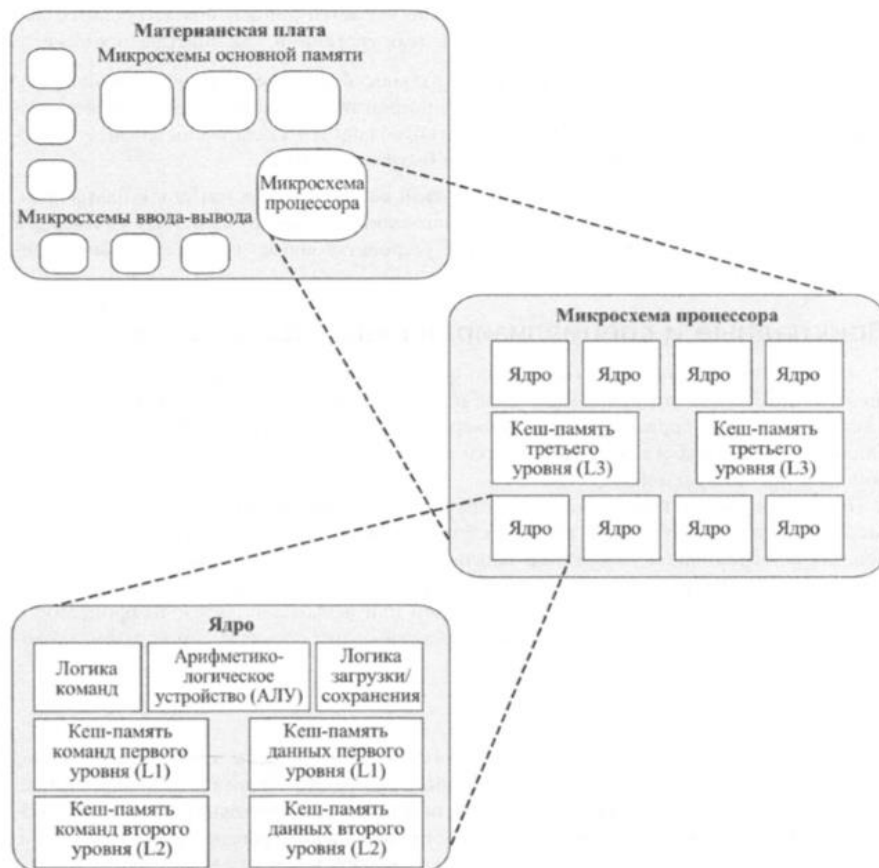 Материнская плата
Микросхемы основной памяти
Микросхема
процессора
Микросхемы ввода-вывода
Микросхема процессора
Ядро
Ядро
Ядро
Ядро
Кеш-память
третьего
уровня (L3)
Кеш-память
третьего
уровня (L3)
Ядро
Ядро
Ядро
Ядро
Ядро
Логика
команд
Арифметико-
логическое
устройство (АЛУ)
Логика
загрузки/
сохранения
Кеш-память
команд первого
уровня (L1)
Кеш-память
данных первого
уровня (L1)
Кеш-память
команд второго
уровня (L2)
Кеш-память
данных второго
уровня (L2)